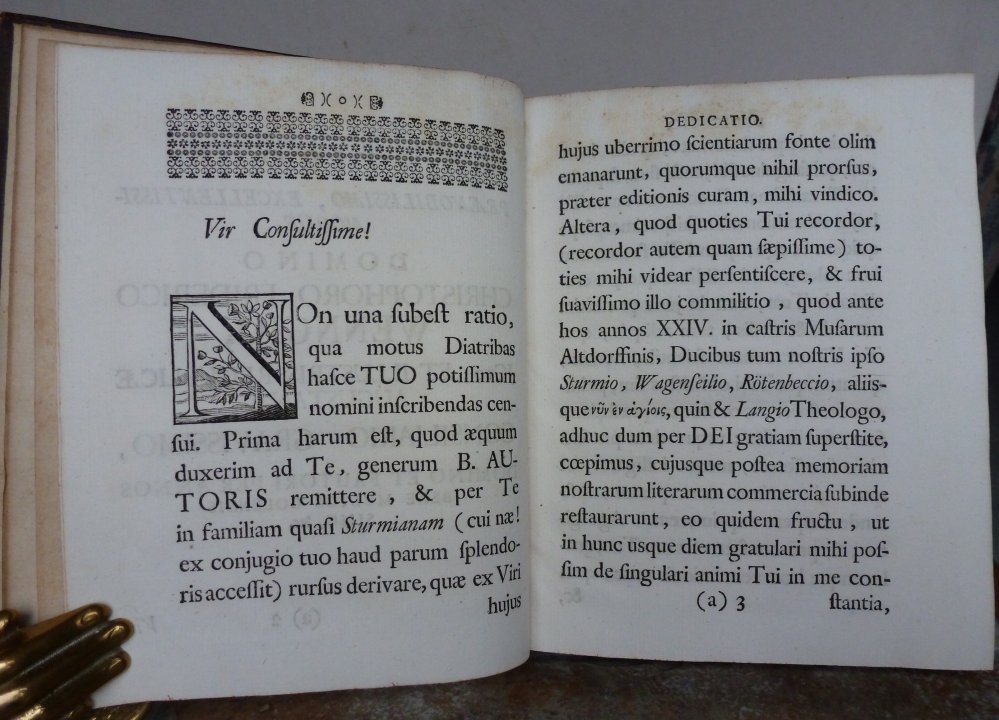 Vir Conſultiſſime!
NOn una ſubeſt ratio,
qua motus Diatribas
haſce TUO potiſſimum
nomini inſcribendas cen-
ſui. Prima harum eſt, quod æquum
duxerim ad Te, generum B. AU-
TORIS remittere, & per Te
in familiam quaſi Sturmianam (cui næ!
ex conjugio tuo haud parum ſplendo-
ris acceſſit) rurſus derivare, quæ ex Viri
hujus
DEDICATIO.
hujus uberrimo ſcientiarum fonte olim
emanarunt, quorumque nihil prorſus,
præter editionis curam, mihi vindico.
Altera, quod quoties Tui recordor,
(recordor autem quam ſæpiſſime) to-
ties mihi videar perſentiſcere, & frui
ſuaviſſimo illo commilitio, quod ante
hos annos XXIV. in caſtris Muſarum
Altdorffinis, Ducibus tum noſtris ipſo
Sturmio, Wagenſeilio, Rötenbeccio, aliis-
que νῦν ἐν ἁγίοις, quin & Langio Theologo,
adhuc dum per DEI gratiam ſuperſtite,
cœpimus, cujusque poſtea memoriam
noſtrarum literarum commercia ſubinde
reſtaurarunt, eo quidem fructu, ut
in hunc usque diem gratulari mihi poſ-
ſim de ſingulari animi Tui in me con-
(a) 3 ſtantia,